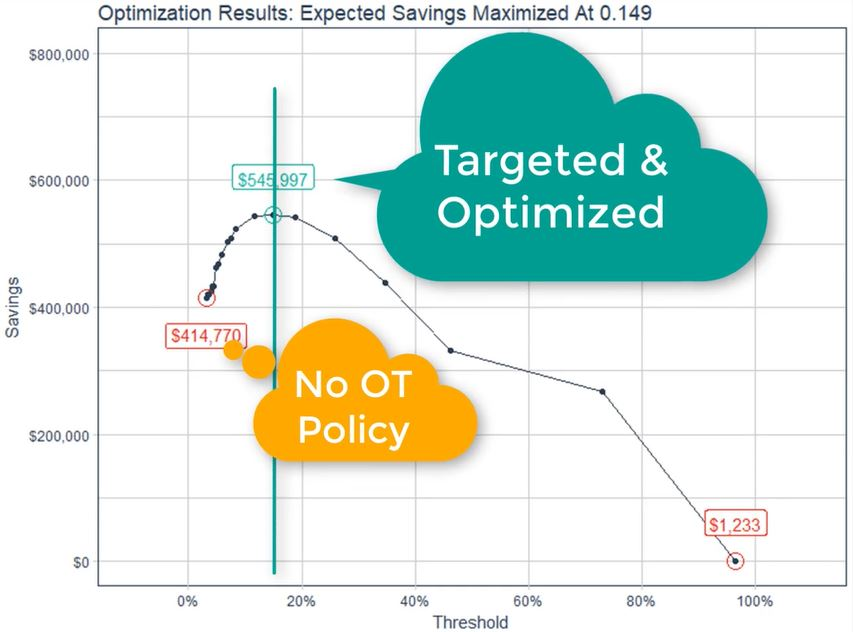 Optimization Results: Expected Savings Maximized At 0.149
$800,000
$600,000
$400,000
$200,000
$0
Savings
$545,997
Targeted &
Optimized
$414,770
No OT
Policy
$1,233
0%
20%
40%
60%
80%
100%
Threshold